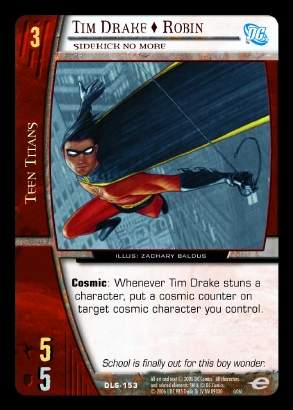 3
TIM DRAKE ♦ ROBIN
SIDEKICK NO MORE
DC
TEEN TITANS
ILLUS: ZACHARY BALDUS
Cosmic: Whenever Tim Drake stuns a
character, put a cosmic counter on
target cosmic character you control.
5
5
School is finally out for this boy wonder.
DLS-153